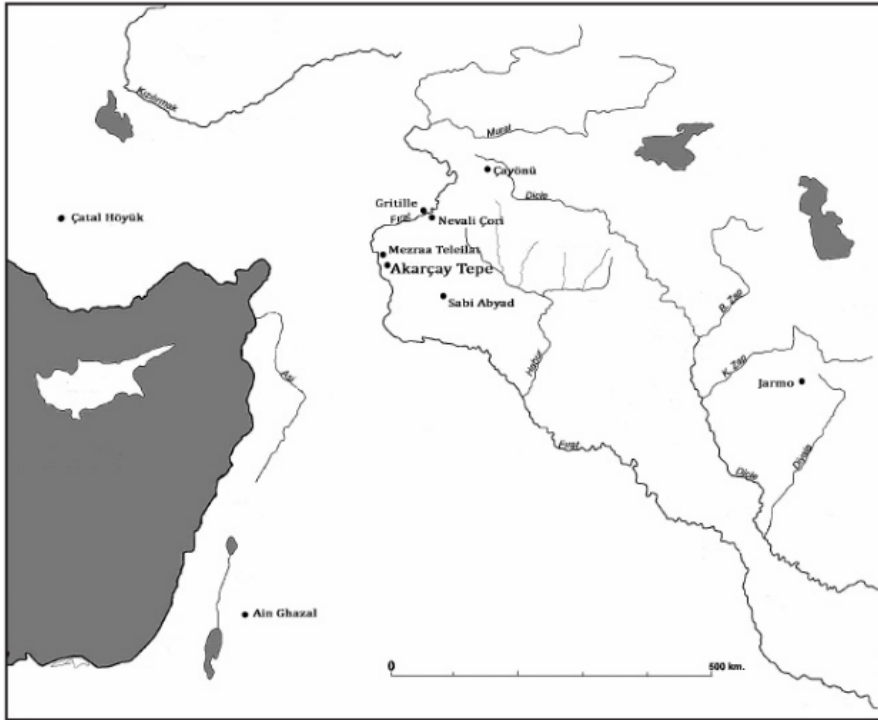 Kızılırmak
Murat
Çayönü
Dicle
Gritille
Fırat
Nevali Çori
Çatal Höyük
Mezraa Teleilat
Akarçay Tepe
Sabi Abyad
B. Zap
K. Zap
Habur
Asi
Jarmo
Fırat
Dicle
Diyala
Ain Ghazal
0
500 km.